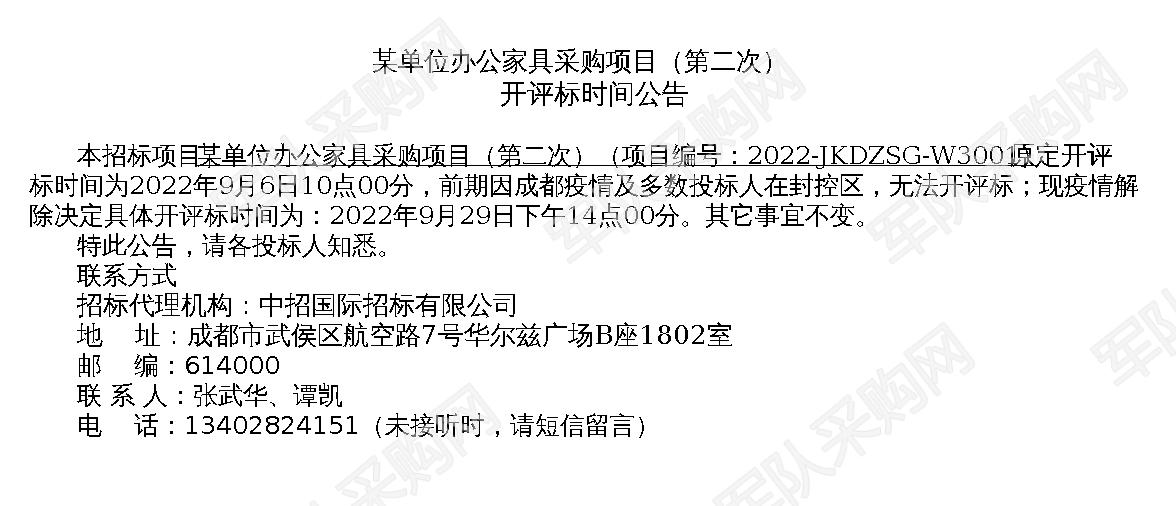 某单位办公家具采购项目（第二次）
开评标时间公告
本招标项目某单位办公家具采购项目（第二次）（项目编号：2022-JKDZSG-W3001原定开评
标时间为2022年9月6日10点00分，前期因成都疫情及多数投标人在封控区，无法开评标；现疫情解
除决定具体开评标时间为：2022年9月29日下午14点00分。其它事宜不变。
特此公告，请各投标人知悉。
联系方式
招标代理机构：中招国际招标有限公司
地　址：成都市武侯区航空路7号华尔兹广场B座1802室
邮　编：614000
联 系 人：张武华、谭凯
电　话：13402824151（未接听时，请短信留言）
军队采购网
军队采购网
军队采购网
军队采购网
军队采购网
军队